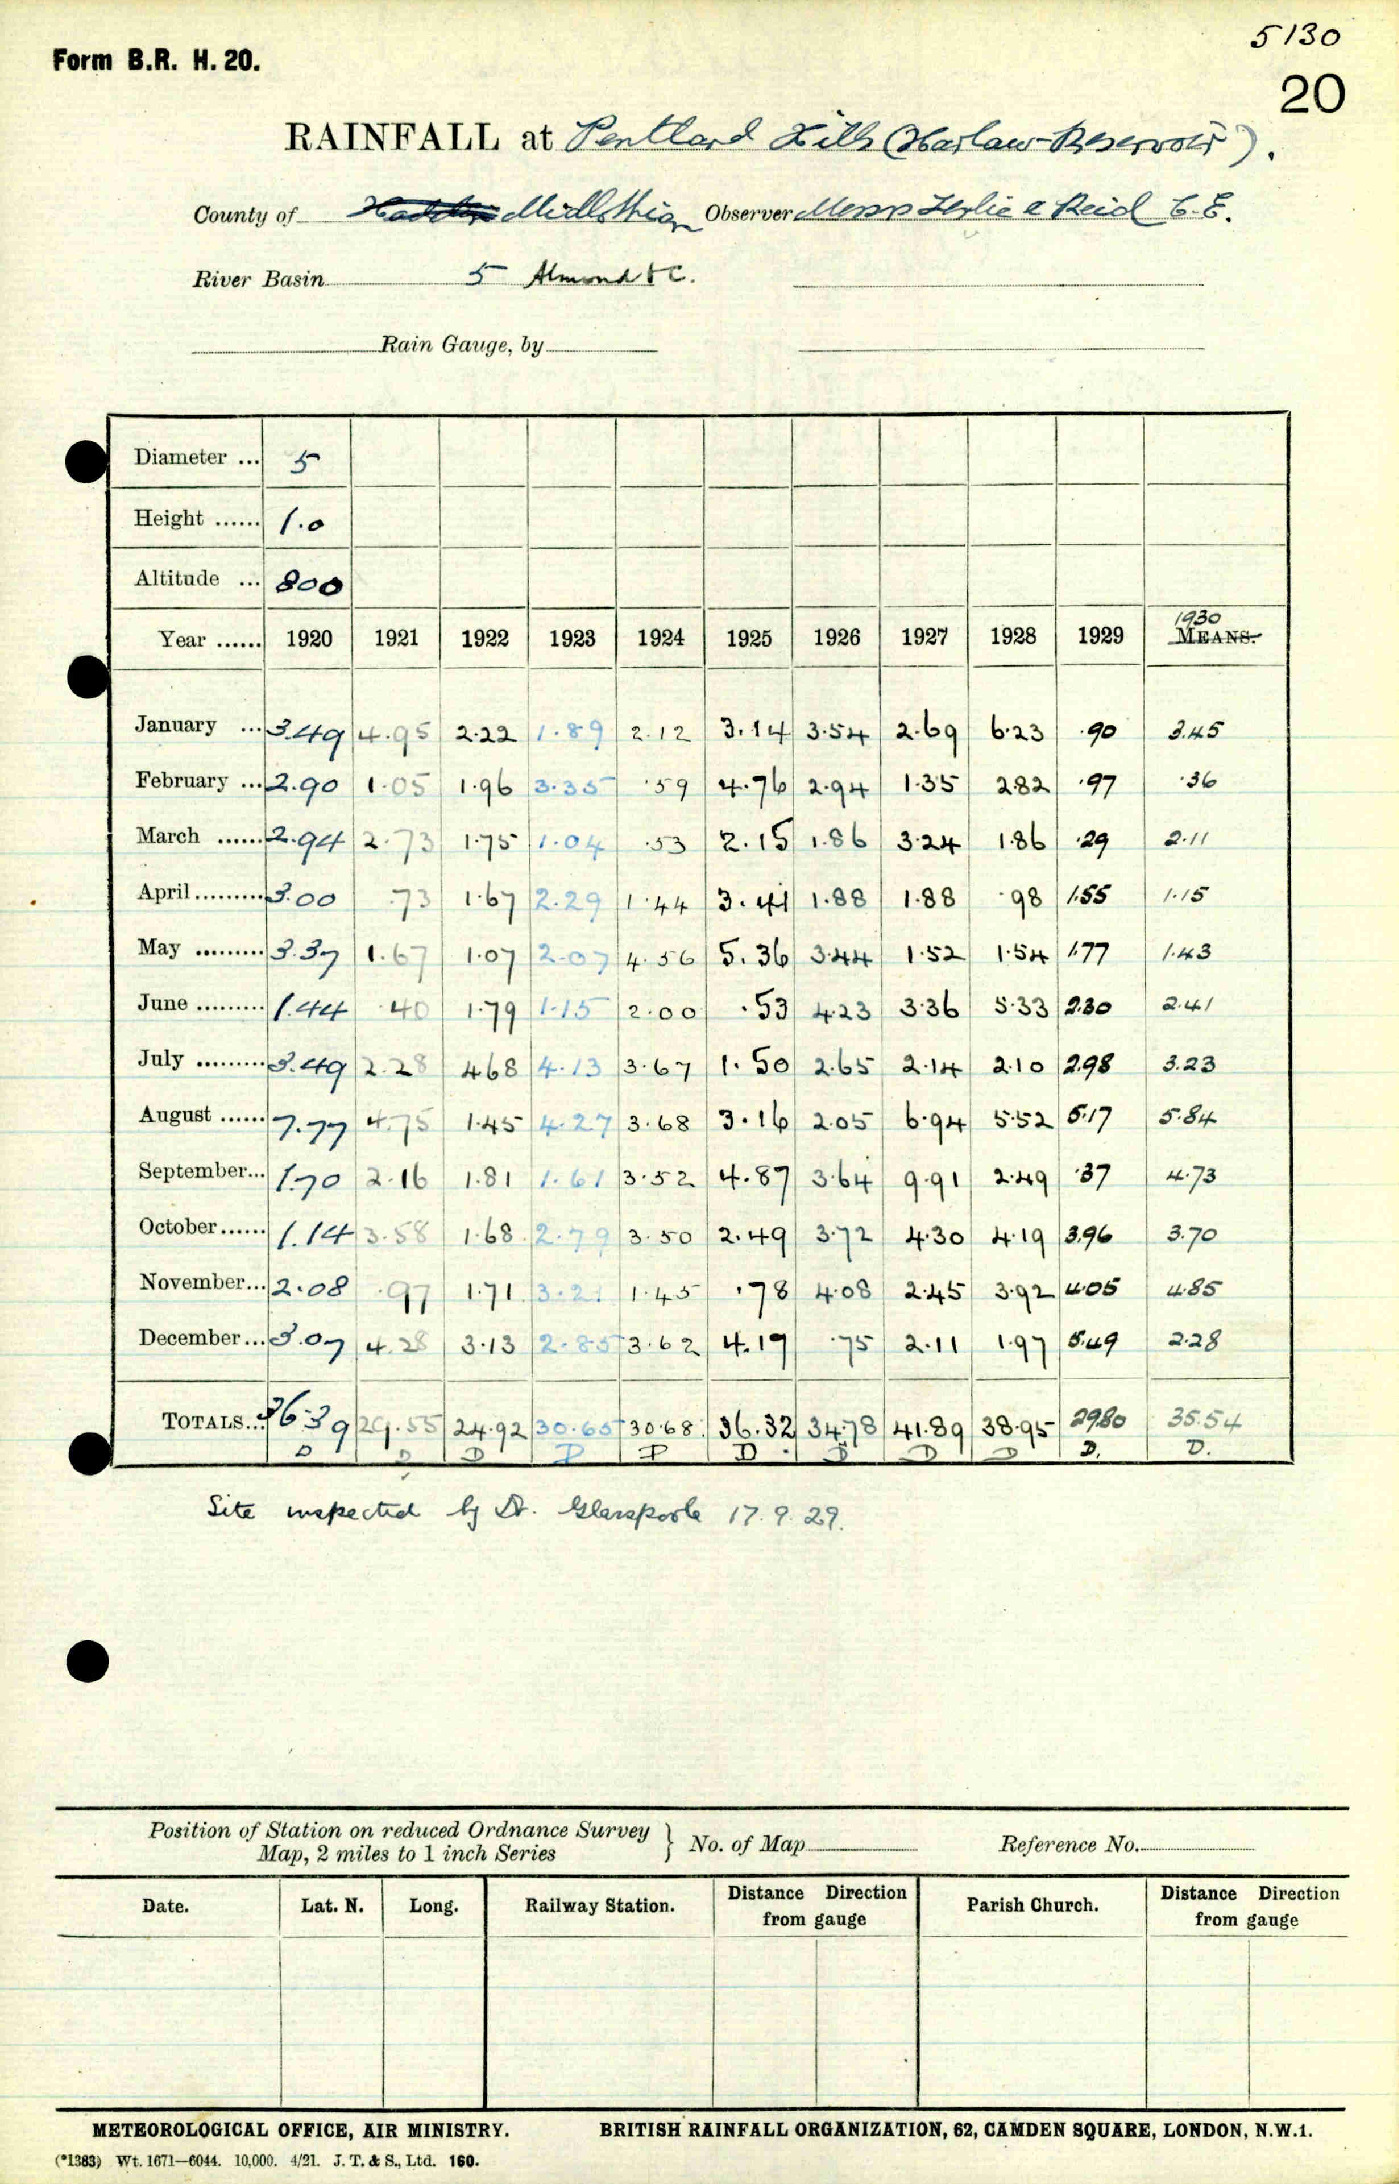 5130
Form B.R. H. 20.
20
RAINFALL at Pentland Hills (Harlaw Reservoir).
County of Midlothian Observer Messrs Leslie & Reid C.E.
River Basin 5 Almond &c.
Rain Gauge, by
Diameter ... 5
Height ...... 1.0
Altitude ... 800
1930
Year ...... 1920 1921 1922 1923 1924 1925 1926 1927 1928 1929 MEANS.
January ... 3.49 4.95 2.22 1.89 2.12 3.14 3.54 2.69 6.23 .90 3.45
February ... 2.90 1.05 1.96 3.35 .59 4.76 2.94 1.35 2.82 .97 .36
March ...... 2.94 2.73 1.75 1.04 .53 2.15 1.86 3.24 1.86 .29 2.11
April ......... 3.00 .73 1.67 2.29 1.44 3.41 1.88 1.88 .98 1.55 1.15
May ......... 3.37 1.67 1.07 2.07 4.56 5.36 3.44 1.52 1.54 1.77 1.43
June ......... 1.44 .40 1.79 1.15 2.00 .53 4.23 3.36 5.33 2.30 2.41
July ......... 3.49 2.28 4.68 4.13 3.67 1.50 2.65 2.14 2.10 2.98 3.23
August ...... 7.77 4.75 1.45 4.27 3.68 3.16 2.05 6.94 5.52 5.17 5.84
September... 1.70 2.16 1.81 1.61 3.52 4.87 3.64 9.91 2.49 .37 4.73
October...... 1.14 3.58 1.68 2.79 3.50 2.49 3.72 4.30 4.19 3.96 3.70
November... 2.08 .97 1.71 3.21 1.45 .78 4.08 2.45 3.92 4.05 4.85
December... 3.07 4.28 3.13 2.85 3.62 4.17 .75 2.11 1.97 5.49 2.28
TOTALS... 36.39 29.55 24.92 30.65 30.68 36.32 34.78 41.89 38.95 29.80 35.54
D D D D P D D D D D. D.
Site inspected by Dr. Glasspoole 17.9.29.
Position of Station on reduced Ordnance Survey
Map, 2 miles to 1 inch Series } No. of Map Reference No.
Date. Lat. N. Long. Railway Station. Distance Direction from gauge Parish Church. Distance Direction from gauge
METEOROLOGICAL OFFICE, AIR MINISTRY. BRITISH RAINFALL ORGANIZATION, 62, CAMDEN SQUARE, LONDON, N.W.1.
(*1383) Wt. 1671—6044. 10,000. 4/21. J. T. & S., Ltd. 160.